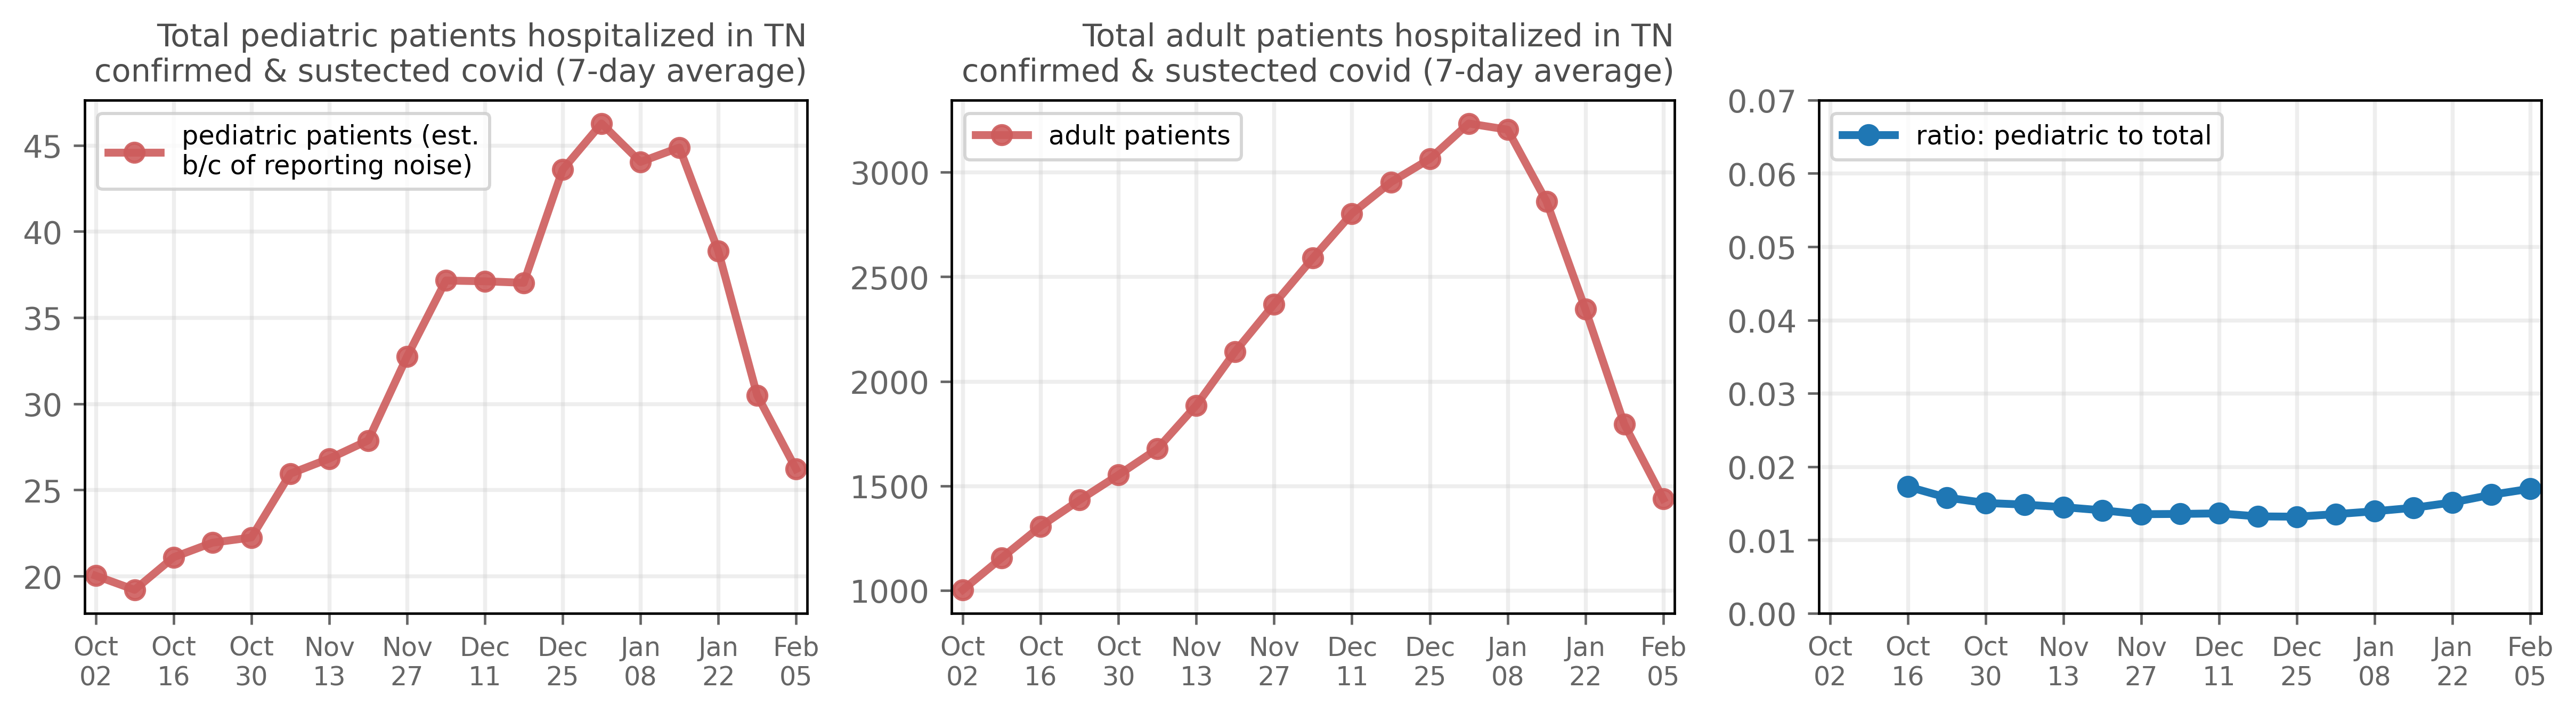 Total pediatric patients hospitalized in TN
confirmed & sustected covid (7-day average)
pediatric patients (est.
b/c of reporting noise)
45
40
35
30
25
20
Oct Oct Oct Nov Nov Dec Dec Jan Jan Feb
02 16 30 13 27 11 25 08 22 05
Total adult patients hospitalized in TN
confirmed & sustected covid (7-day average)
adult patients
3000
2500
2000
1500
1000
Oct Oct Oct Nov Nov Dec Dec Jan Jan Feb
02 16 30 13 27 11 25 08 22 05
ratio: pediatric to total
0.07
0.06
0.05
0.04
0.03
0.02
0.01
0.00
Oct Oct Oct Nov Nov Dec Dec Jan Jan Feb
02 16 30 13 27 11 25 08 22 05